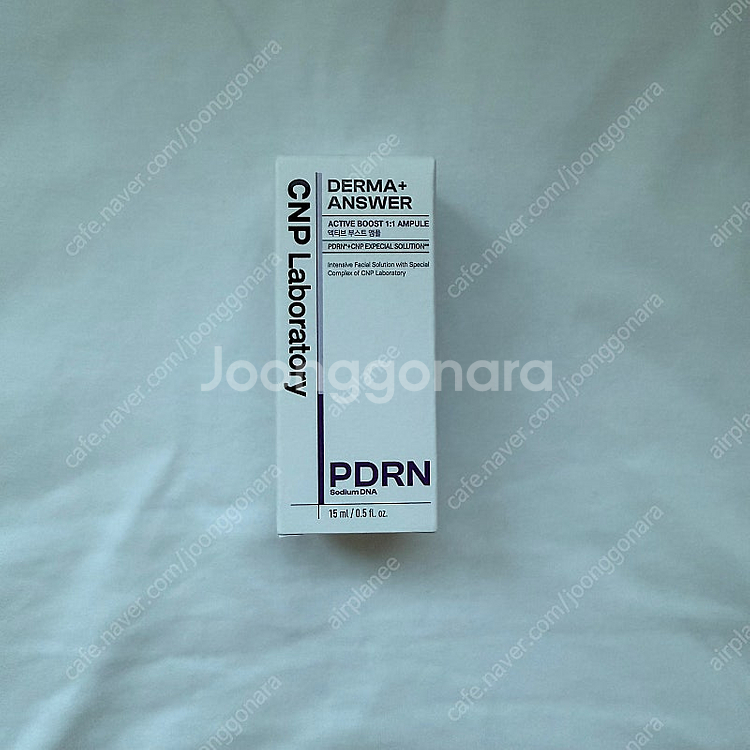 CNP Laboratory
DERMA+
ANSWER
ACTIVE BOOST 1:1 AMPULE
액티브 부스트 앰플
PDRN*+CNP EXPECIAL SOLUTION**
Intensive Facial Solution with Special
Complex of CNP Laboratory
PDRN
Sodium DNA
15 ml / 0.5 fl. oz.
Joonggonara
cafe.naver.com/joonggonara
airplanee